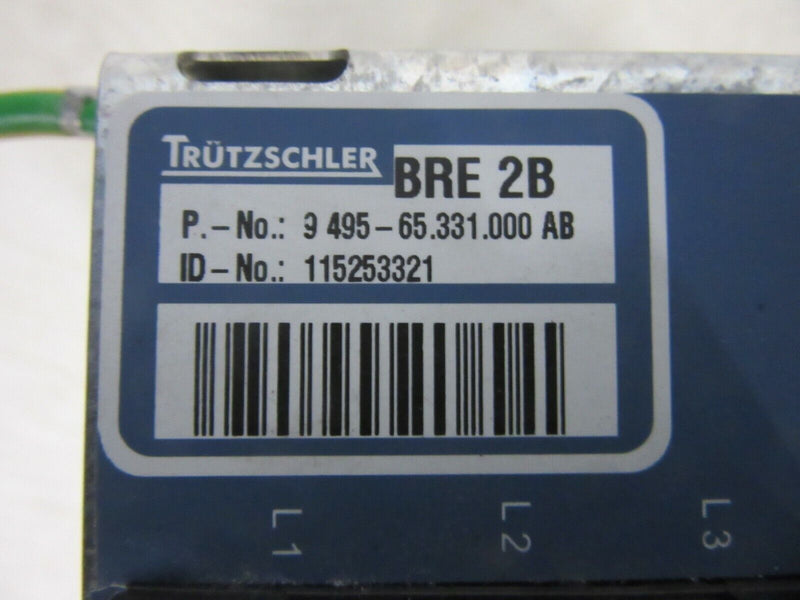 TRÜTZSCHLER BRE 2B
P.-No.: 9 495-65.331.000 AB
ID-No.: 115253321
L1 L2 L3